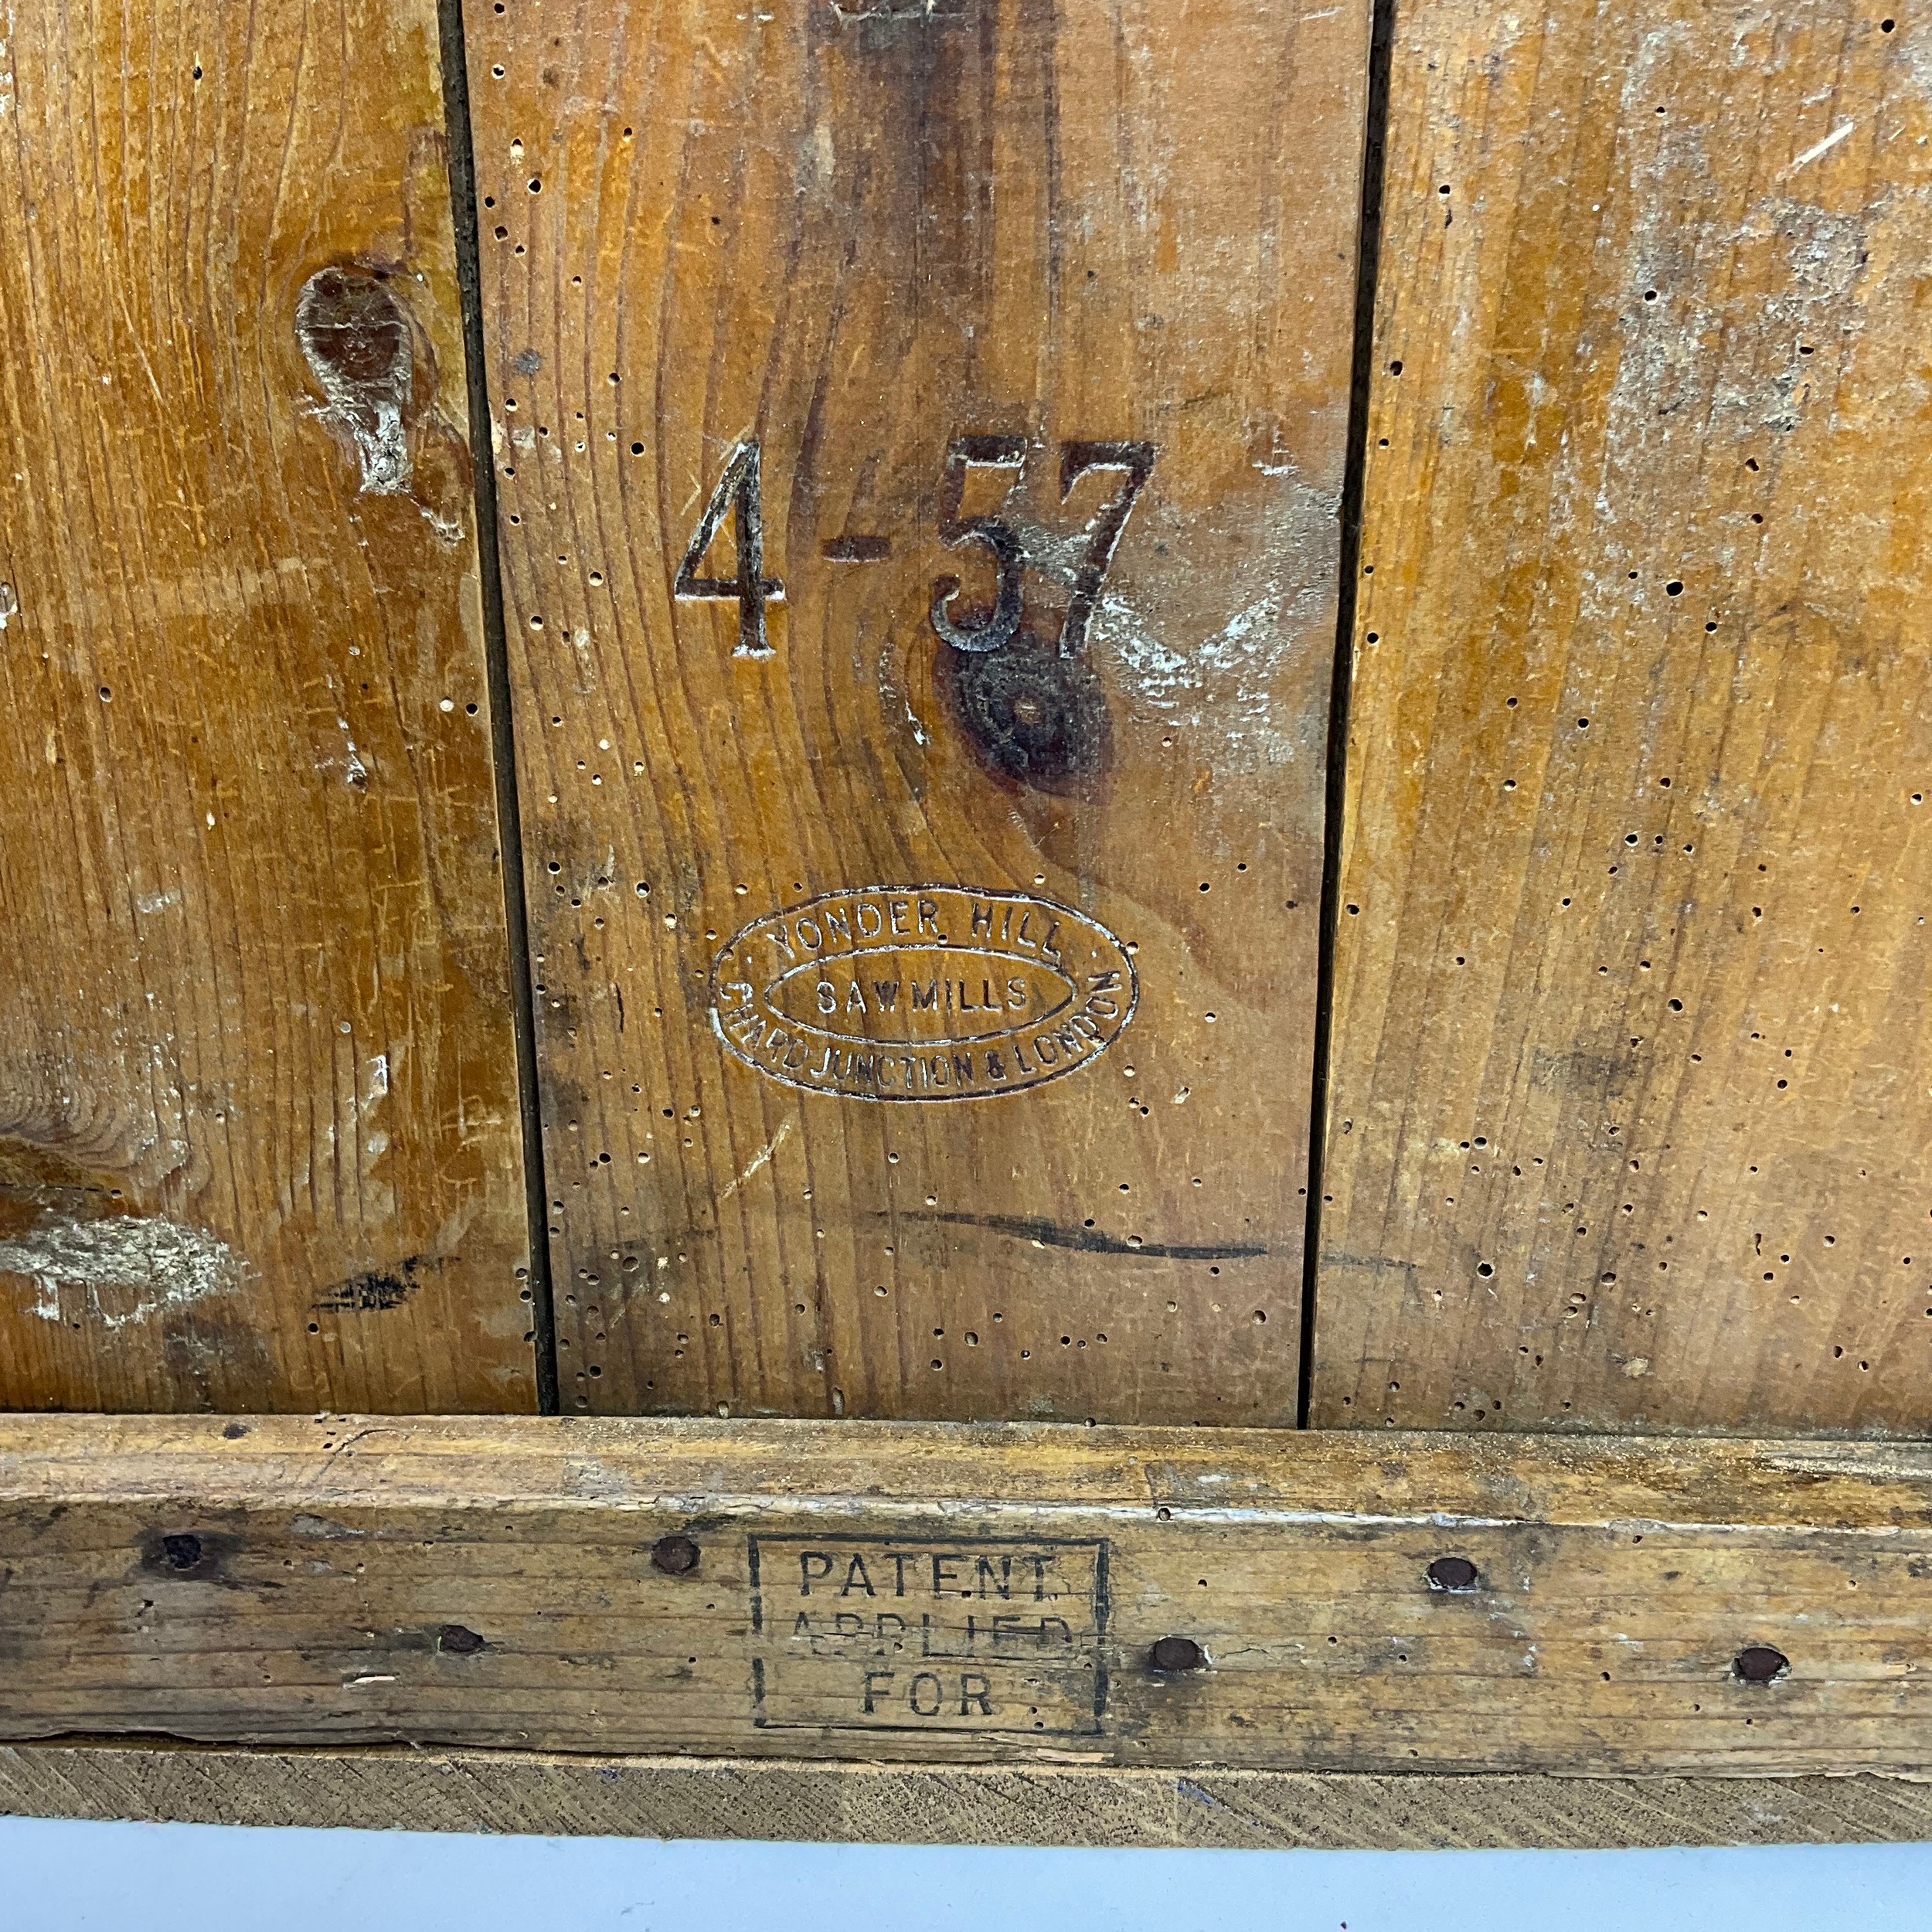 4-57
YONDER HILL
SAWMILLS
CHARD JUNCTION & LONDON
PATENT
APPLIED
FOR